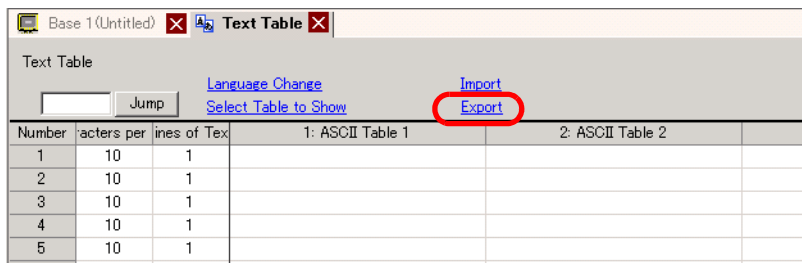 Base 1(Untitled) Text Table
Text Table
Language Change Import
Jump Select Table to Show Export
Number racters per ines of Tex 1: ASCII Table 1 2: ASCII Table 2
1 10 1
2 10 1
3 10 1
4 10 1
5 10 1